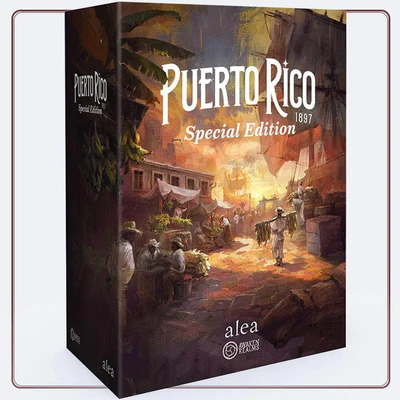 PUERTO RICO
1897
Special Edition
alea
AWAKEN
REALMS
PUERTO RICO
Special Edition
alea